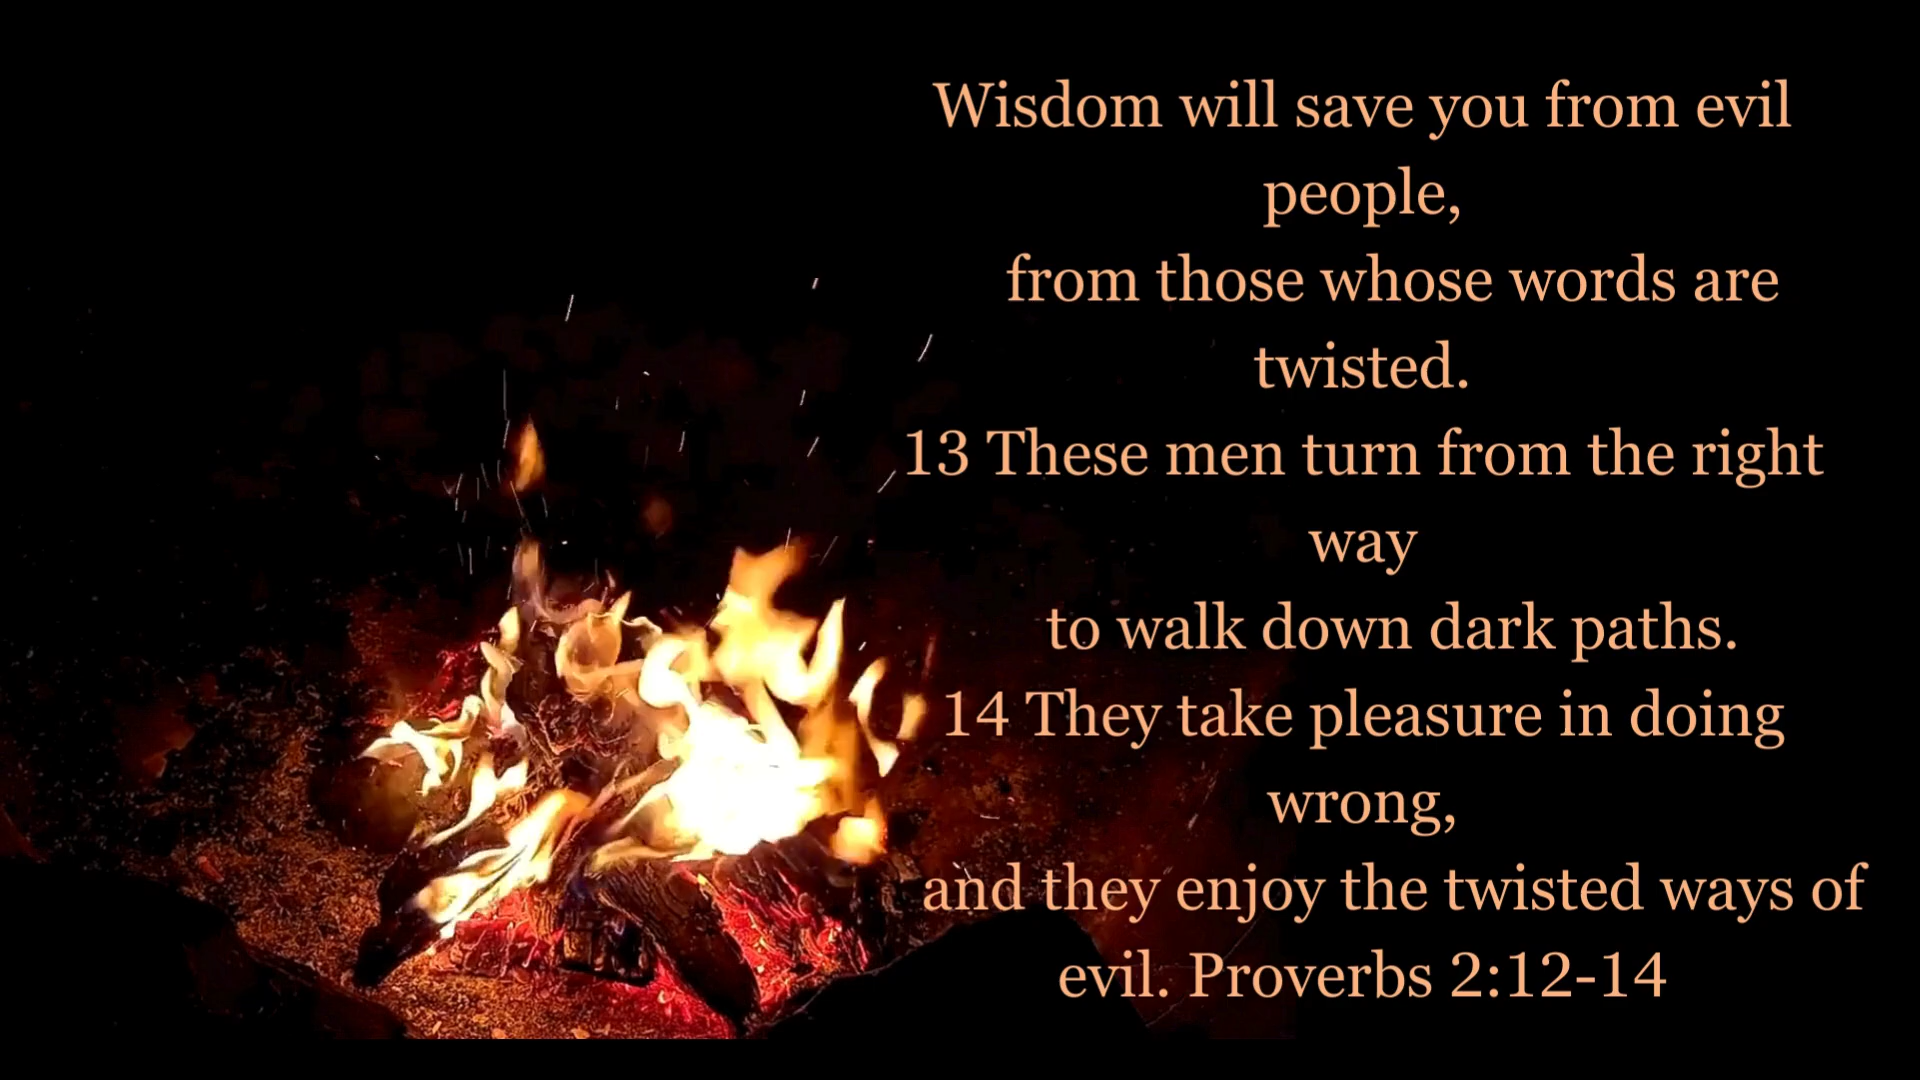 Wisdom will save you from evil
people,
from those whose words are
twisted.
13 These men turn from the right
way
to walk down dark paths.
14 They take pleasure in doing
wrong,
and they enjoy the twisted ways of
evil. Proverbs 2:12-14